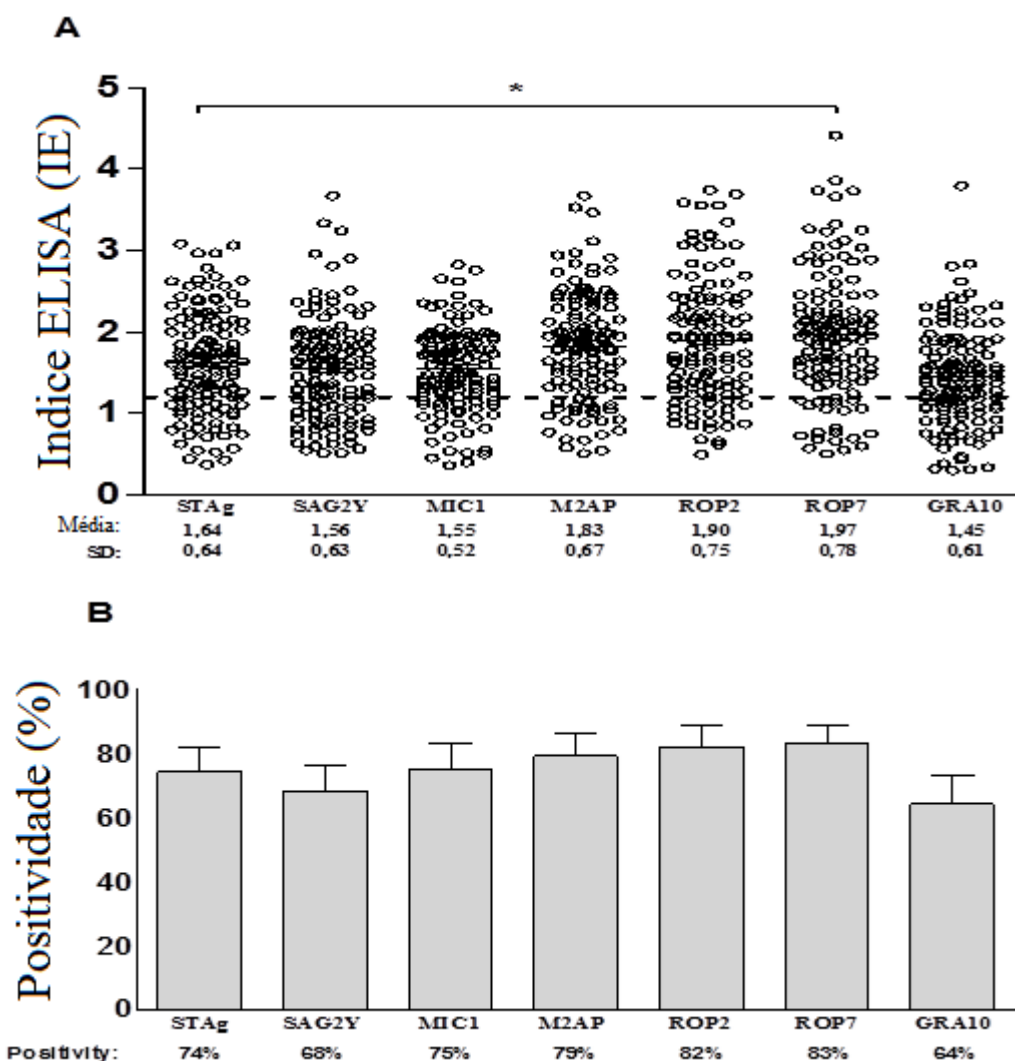 A
Indice ELISA (IE)
5
*
4
3
2
1
0
STAg SAG2Y MIC1 M2AP ROP2 ROP7 GRA10
Média: 1,64 1,56 1,55 1,83 1,90 1,97 1,45
SD: 0,64 0,63 0,52 0,67 0,75 0,78 0,61
B
Positividade (%)
100
80
60
40
20
0
STAg SAG2Y MIC1 M2AP ROP2 ROP7 GRA10
Positivity: 74% 68% 75% 79% 82% 83% 64%